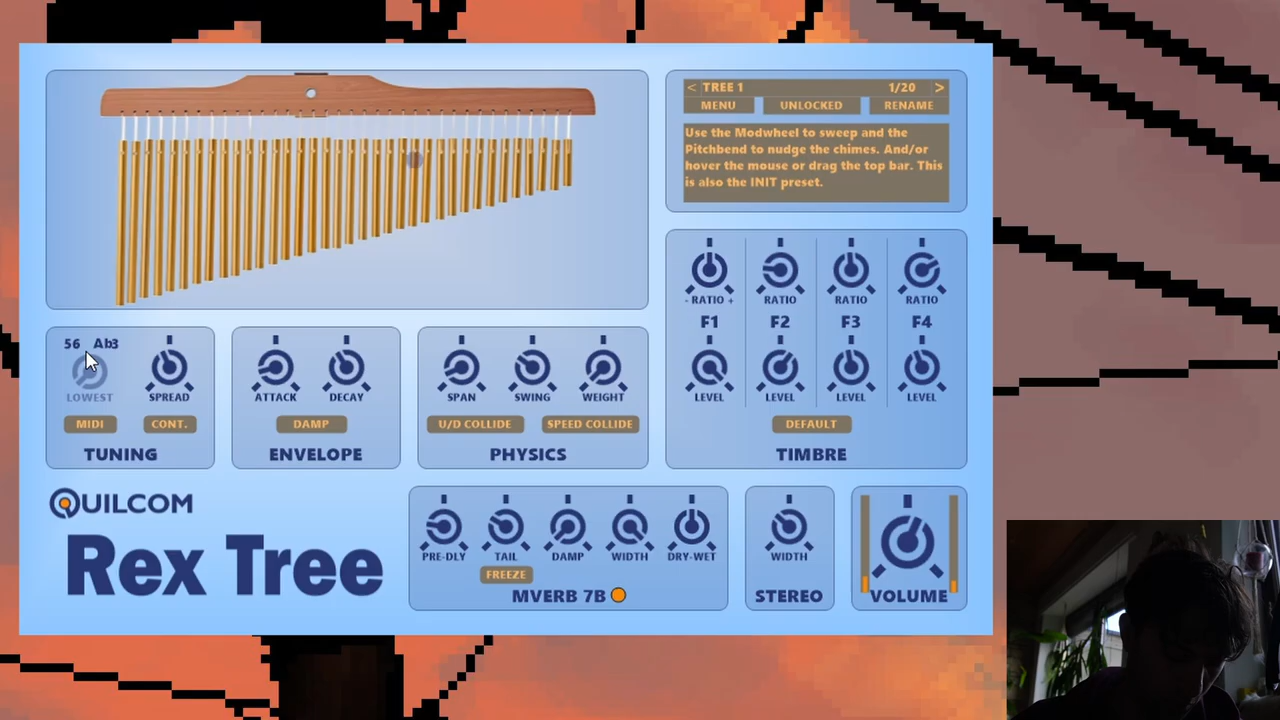 < TREE 1 1/20 >
MENU UNLOCKED RENAME
Use the Modwheel to sweep and the
Pitchbend to nudge the chimes. And/or
hover the mouse or drag the top bar. This
is also the INIT preset.
- RATIO + RATIO RATIO RATIO
F1 F2 F3 F4
LEVEL LEVEL LEVEL LEVEL
DEFAULT
TIMBRE
56 Ab3
LOWEST SPREAD
MIDI CONT.
TUNING
ATTACK DECAY
DAMP
ENVELOPE
SPAN SWING WEIGHT
U/D COLLIDE SPEED COLLIDE
PHYSICS
QUILCOM
Rex Tree
PRE-DLY TAIL DAMP WIDTH DRY-WET
FREEZE
MVERB 7B
WIDTH
STEREO
VOLUME